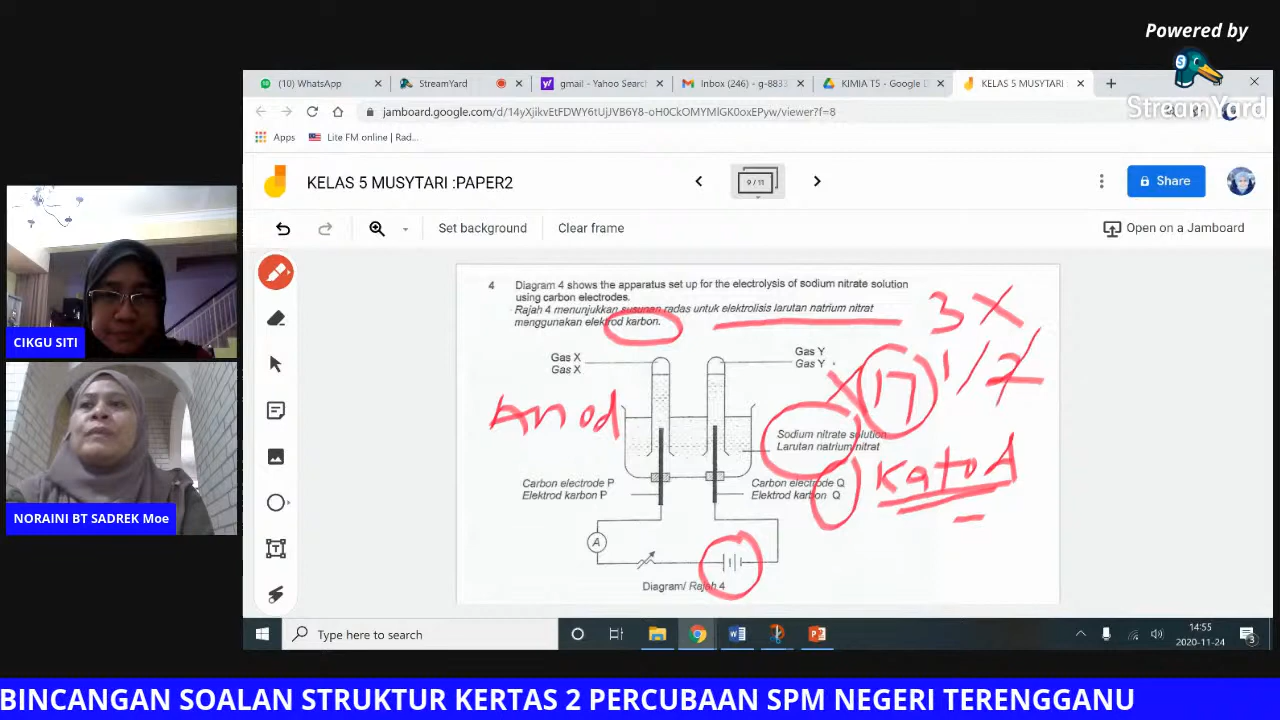 Powered by
StreamYard
(10) WhatsApp
StreamYard
gmail - Yahoo Searc
Inbox (246) - g-8833
KIMIA T5 - Google D
KELAS 5 MUSYTARI :
jamboard.google.com/d/14yXjikvEtFDWY6tUjJVB6Y8-oH0CkOMYMlGK0oxEPyw/viewer?f=8
Apps
Lite FM online | Rad...
KELAS 5 MUSYTARI :PAPER2
9 / 11
Share
Set background
Clear frame
Open on a Jamboard
4 Diagram 4 shows the apparatus set up for the electrolysis of sodium nitrate solution
using carbon electrodes.
Rajah 4 menunjukkan susunan radas untuk elektrolisis larutan natrium nitrat
menggunakan elektrod karbon.
3 X
Gas X
Gas X
Gas Y
Gas Y
X 17 1/7
Anod
Sodium nitrate solution
Larutan natrium nitrat
Katod
Carbon electrode P
Elektrod karbon P
Carbon electrode Q
Elektrod karbon Q
A
Diagram/ Rajah 4
CIKGU SITI
NORAINI BT SADREK Moe
Type here to search
14:55
2020-11-24
3
BINCANGAN SOALAN STRUKTUR KERTAS 2 PERCUBAAN SPM NEGERI TERENGGANU